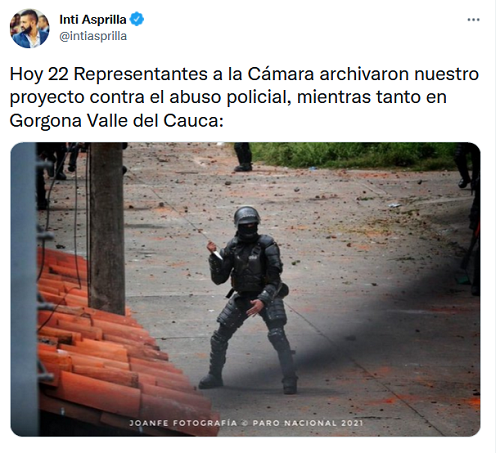 Inti Asprilla
@intiasprilla
Hoy 22 Representantes a la Cámara archivaron nuestro
proyecto contra el abuso policial, mientras tanto en
Gorgona Valle del Cauca:
JOANFE FOTOGRAFÍA © PARO NACIONAL 2021